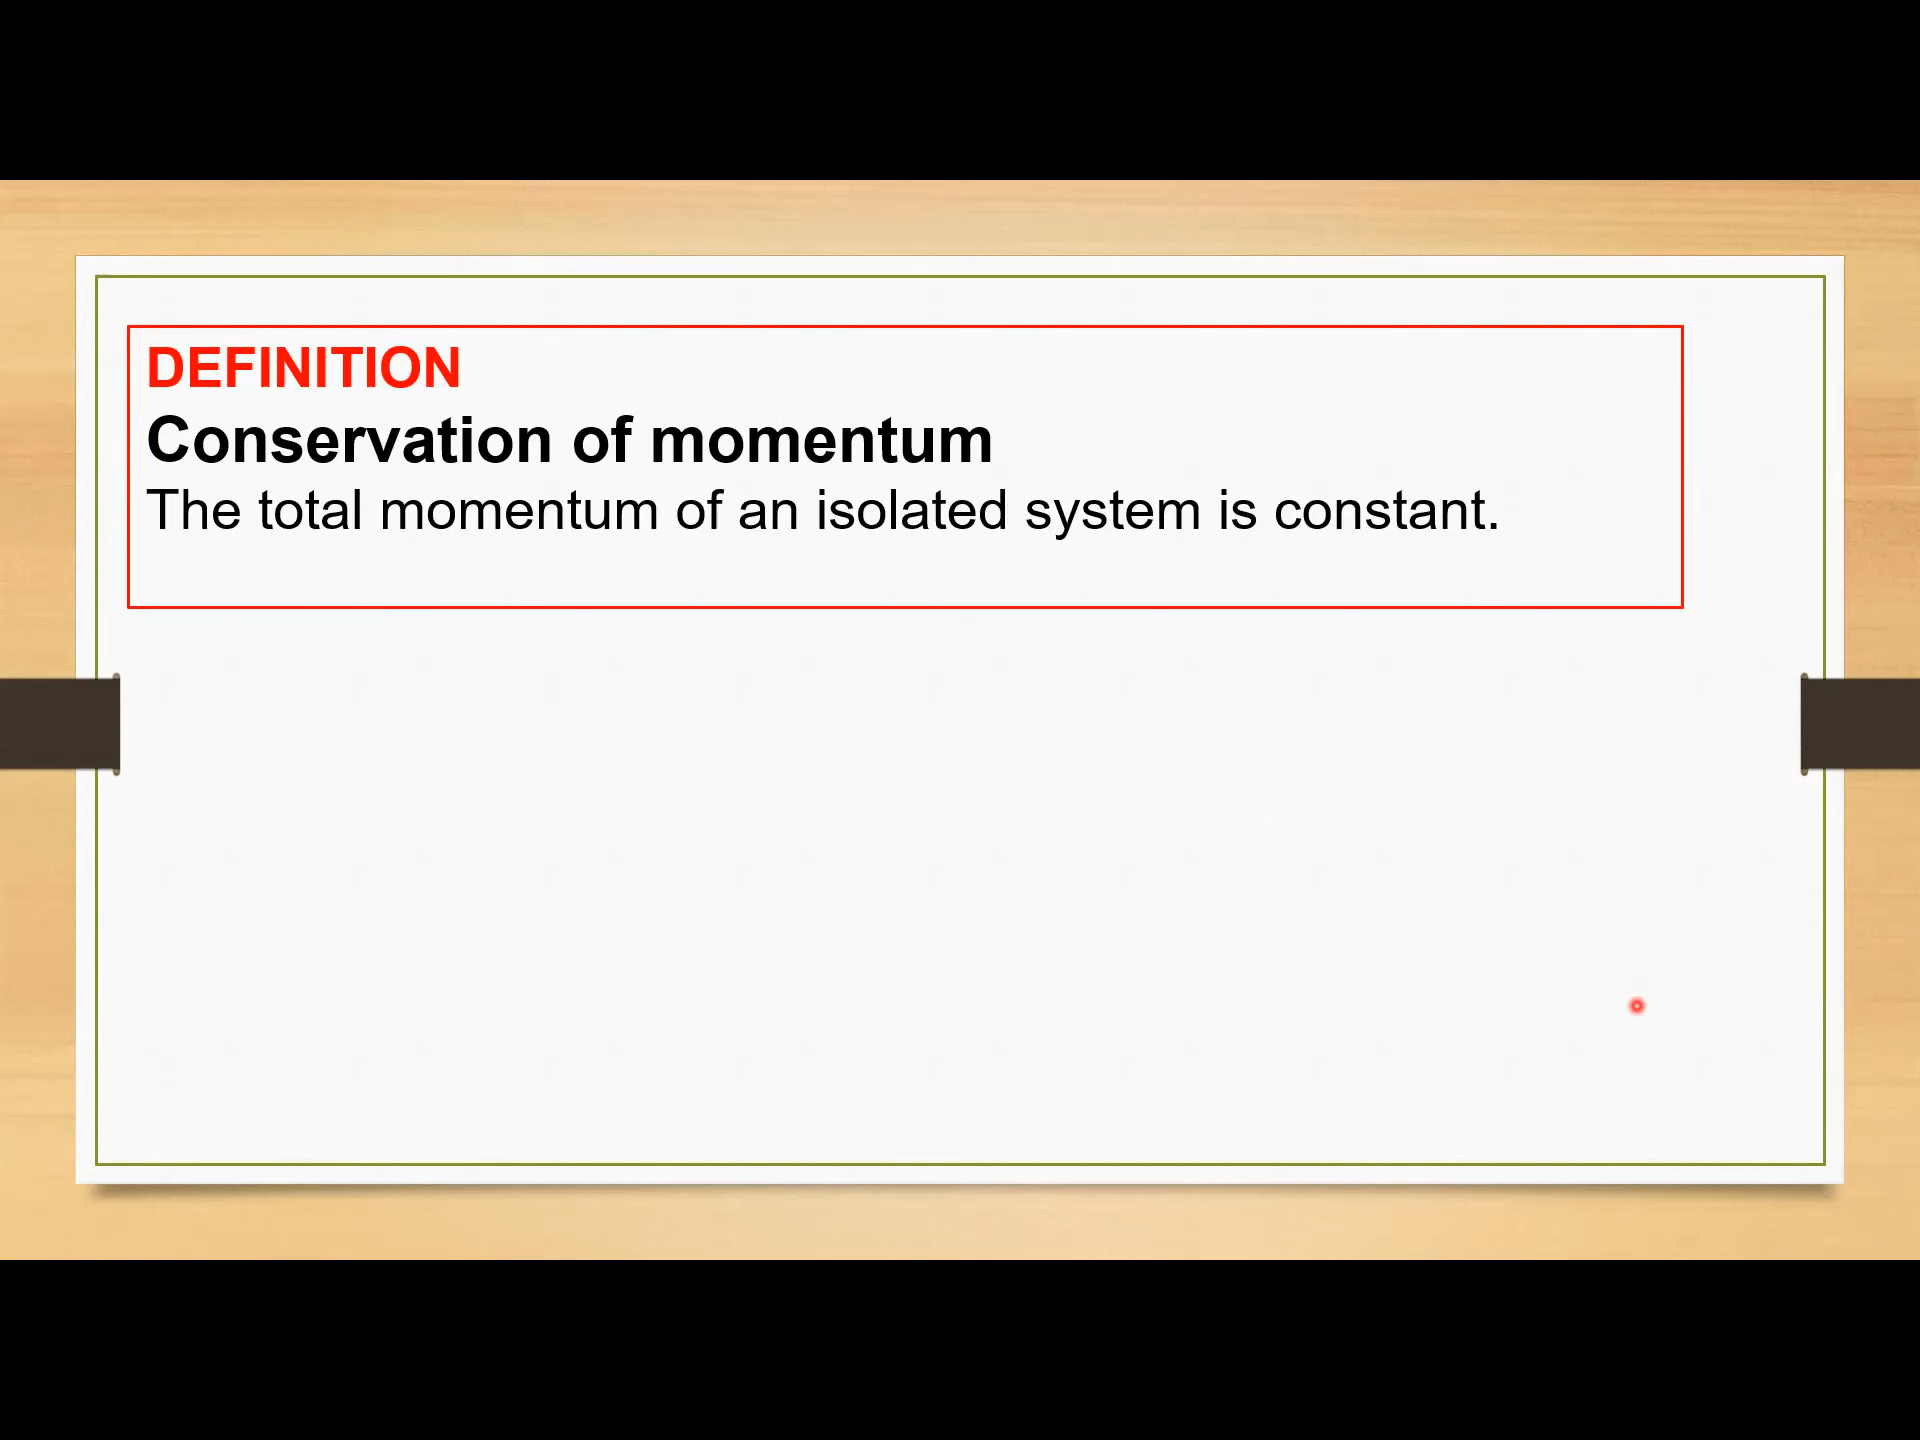 DEFINITION
Conservation of momentum
The total momentum of an isolated system is constant.